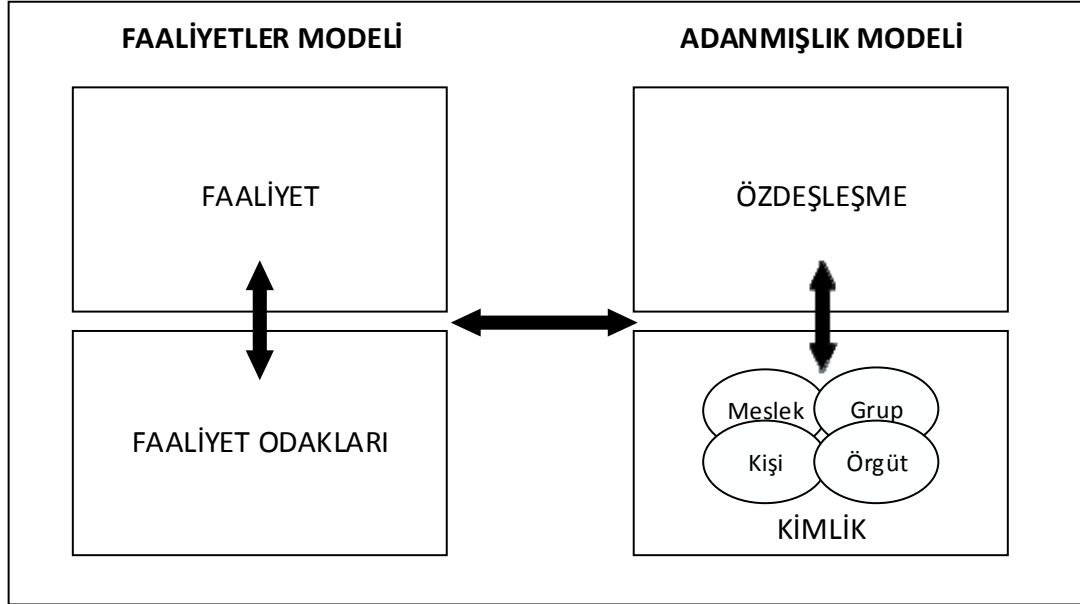 FAALİYETLER MODELİ
ADANMIŞLIK MODELİ
FAALİYET
ÖZDEŞLEŞME
FAALİYET ODAKLARI
Meslek
Grup
Kişi
Örgüt
KİMLİK